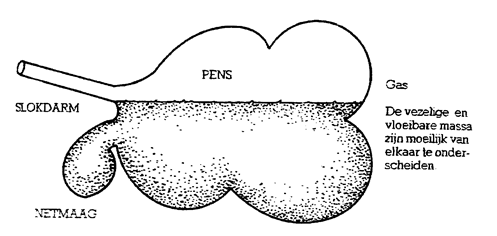 PENS
SLOKDARM
NETMAAG
Gas
De vezelige en
vloeibare massa
zijn moeilijk van
elkaar te onder-
scheiden.